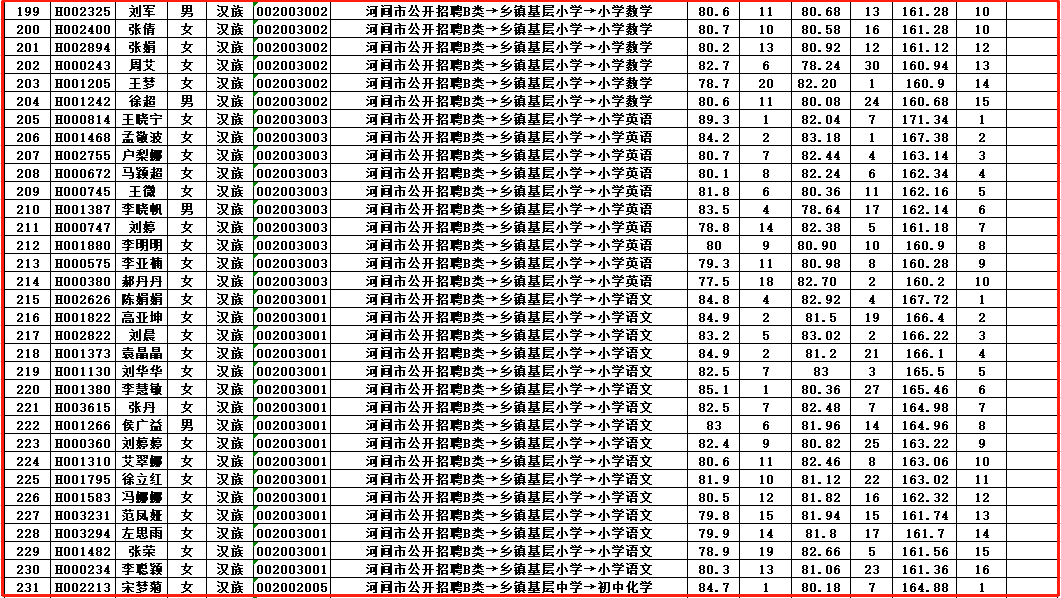 199 H002325 刘军 男 汉族 002003002 河间市公开招聘B类→乡镇基层小学→小学数学 80.6 11 80.68 13 161.28 10
200 H002400 张倩 女 汉族 002003002 河间市公开招聘B类→乡镇基层小学→小学数学 80.7 10 80.58 16 161.28 10
201 H002894 张娟 女 汉族 002003002 河间市公开招聘B类→乡镇基层小学→小学数学 80.2 13 80.92 12 161.12 12
202 H000243 周艾 女 汉族 002003002 河间市公开招聘B类→乡镇基层小学→小学数学 82.7 6 78.24 30 160.94 13
203 H001205 王梦 女 汉族 002003002 河间市公开招聘B类→乡镇基层小学→小学数学 78.7 20 82.20 1 160.9 14
204 H001242 徐超 男 汉族 002003002 河间市公开招聘B类→乡镇基层小学→小学数学 80.6 11 80.08 24 160.68 15
205 H000814 王晓宁 女 汉族 002003003 河间市公开招聘B类→乡镇基层小学→小学英语 89.3 1 82.04 7 171.34 1
206 H001468 孟敬波 女 汉族 002003003 河间市公开招聘B类→乡镇基层小学→小学英语 84.2 2 83.18 1 167.38 2
207 H002755 户梨娜 女 汉族 002003003 河间市公开招聘B类→乡镇基层小学→小学英语 80.7 7 82.44 4 163.14 3
208 H000672 马颖超 女 汉族 002003003 河间市公开招聘B类→乡镇基层小学→小学英语 80.1 8 82.24 6 162.34 4
209 H000745 王微 女 汉族 002003003 河间市公开招聘B类→乡镇基层小学→小学英语 81.8 6 80.36 11 162.16 5
210 H001387 李晓帆 男 汉族 002003003 河间市公开招聘B类→乡镇基层小学→小学英语 83.5 4 78.64 17 162.14 6
211 H000747 刘婷 女 汉族 002003003 河间市公开招聘B类→乡镇基层小学→小学英语 78.8 14 82.38 5 161.18 7
212 H001880 李明明 女 汉族 002003003 河间市公开招聘B类→乡镇基层小学→小学英语 80 9 80.90 10 160.9 8
213 H000575 李亚楠 女 汉族 002003003 河间市公开招聘B类→乡镇基层小学→小学英语 79.3 11 80.98 8 160.28 9
214 H000380 郝丹丹 女 汉族 002003003 河间市公开招聘B类→乡镇基层小学→小学英语 77.5 18 82.70 2 160.2 10
215 H002626 陈娟娟 女 汉族 002003001 河间市公开招聘B类→乡镇基层小学→小学语文 84.8 4 82.92 4 167.72 1
216 H001822 高亚坤 女 汉族 002003001 河间市公开招聘B类→乡镇基层小学→小学语文 84.9 2 81.5 19 166.4 2
217 H002822 刘晨 女 汉族 002003001 河间市公开招聘B类→乡镇基层小学→小学语文 83.2 5 83.02 2 166.22 3
218 H001373 袁晶晶 女 汉族 002003001 河间市公开招聘B类→乡镇基层小学→小学语文 84.9 2 81.2 21 166.1 4
219 H001130 刘华华 女 汉族 002003001 河间市公开招聘B类→乡镇基层小学→小学语文 82.5 7 83 3 165.5 5
220 H001380 李慧敏 女 汉族 002003001 河间市公开招聘B类→乡镇基层小学→小学语文 85.1 1 80.36 27 165.46 6
221 H003615 张丹 女 汉族 002003001 河间市公开招聘B类→乡镇基层小学→小学语文 82.5 7 82.48 7 164.98 7
222 H001266 侯广益 男 汉族 002003001 河间市公开招聘B类→乡镇基层小学→小学语文 83 6 81.96 14 164.96 8
223 H000360 刘婷婷 女 汉族 002003001 河间市公开招聘B类→乡镇基层小学→小学语文 82.4 9 80.82 25 163.22 9
224 H001310 艾翠娜 女 汉族 002003001 河间市公开招聘B类→乡镇基层小学→小学语文 80.6 11 82.46 8 163.06 10
225 H001795 徐立红 女 汉族 002003001 河间市公开招聘B类→乡镇基层小学→小学语文 81.9 10 81.12 22 163.02 11
226 H001583 冯娜娜 女 汉族 002003001 河间市公开招聘B类→乡镇基层小学→小学语文 80.5 12 81.82 16 162.32 12
227 H003231 范凤娅 女 汉族 002003001 河间市公开招聘B类→乡镇基层小学→小学语文 79.8 15 81.94 15 161.74 13
228 H003294 左思雨 女 汉族 002003001 河间市公开招聘B类→乡镇基层小学→小学语文 79.9 14 81.8 17 161.7 14
229 H001482 张荣 女 汉族 002003001 河间市公开招聘B类→乡镇基层小学→小学语文 78.9 19 82.66 5 161.56 15
230 H000234 李聪颖 女 汉族 002003001 河间市公开招聘B类→乡镇基层小学→小学语文 80.3 13 81.06 23 161.36 16
231 H002213 宋梦菊 女 汉族 002002005 河间市公开招聘B类→乡镇基层中学→初中化学 84.7 1 80.18 7 164.88 1